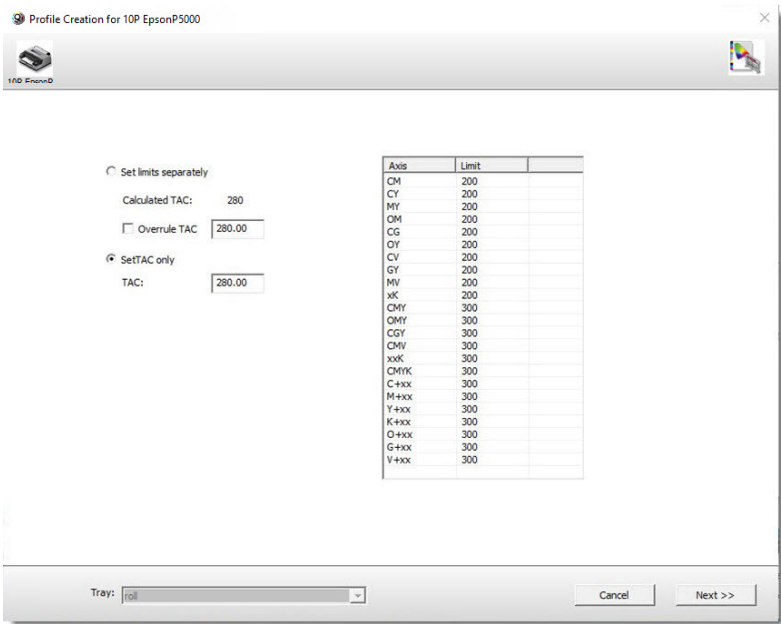 Profile Creation for 10P EpsonP5000
10P EpsonP
Set limits separately
Calculated TAC: 280
Overrule TAC 280.00
SetTAC only
TAC: 280.00
Axis Limit
CM 200
CY 200
MY 200
OM 200
CG 200
OY 200
CV 200
GY 200
MV 200
xK 200
CMY 300
OMY 300
CGY 300
CMV 300
xxK 300
CMYK 300
C+xx 300
M+xx 300
Y+xx 300
K+xx 300
O+xx 300
G+xx 300
V+xx 300
Tray: roll
Cancel Next >>